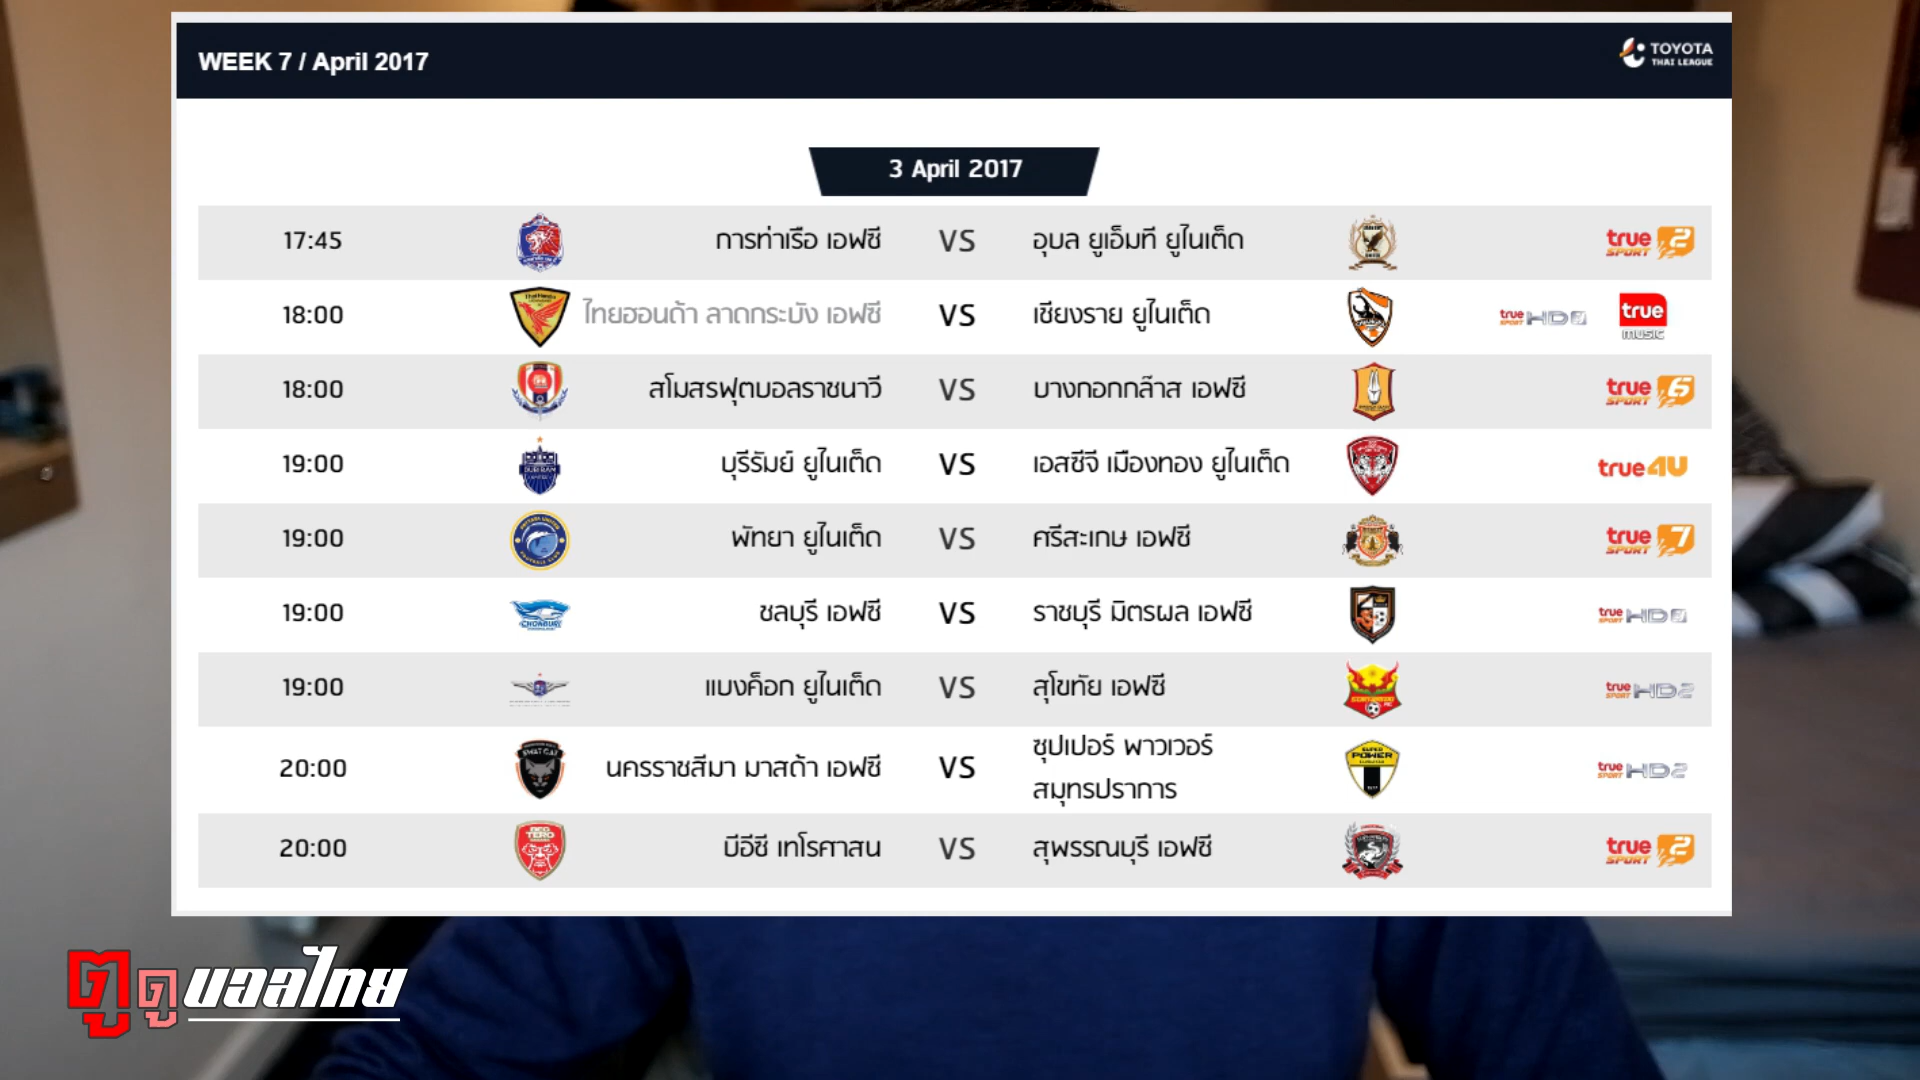 WEEK 7 / April 2017
TOYOTA
THAI LEAGUE
3 April 2017
17:45 การท่าเรือ เอฟซี VS อุบล ยูเอ็มที ยูไนเต็ด true SPORT 2
18:00 ไทยฮอนด้า ลาดกระบัง เอฟซี VS เชียงราย ยูไนเต็ด true SPORT HD true music
18:00 สโมสรฟุตบอลราชนาวี VS บางกอกกล๊าส เอฟซี true SPORT 6
19:00 บุรีรัมย์ ยูไนเต็ด VS เอสซีจี เมืองทอง ยูไนเต็ด true4U
19:00 พัทยา ยูไนเต็ด VS ศรีสะเกษ เอฟซี true SPORT 7
19:00 CHONBURI ชลบุรี เอฟซี VS ราชบุรี มิตรผล เอฟซี true SPORT HD
19:00 แบงค็อก ยูไนเต็ด VS สุโขทัย เอฟซี true SPORT HD2
20:00 SWAT CAT นครราชสีมา มาสด้า เอฟซี VS ซุปเปอร์ พาวเวอร์ SUPER POWER true SPORT HD2
สมุทรปราการ
20:00 TERO บีอีซี เทโรศาสน VS สุพรรณบุรี เอฟซี true SPORT 2
ตูดูบอลไทย